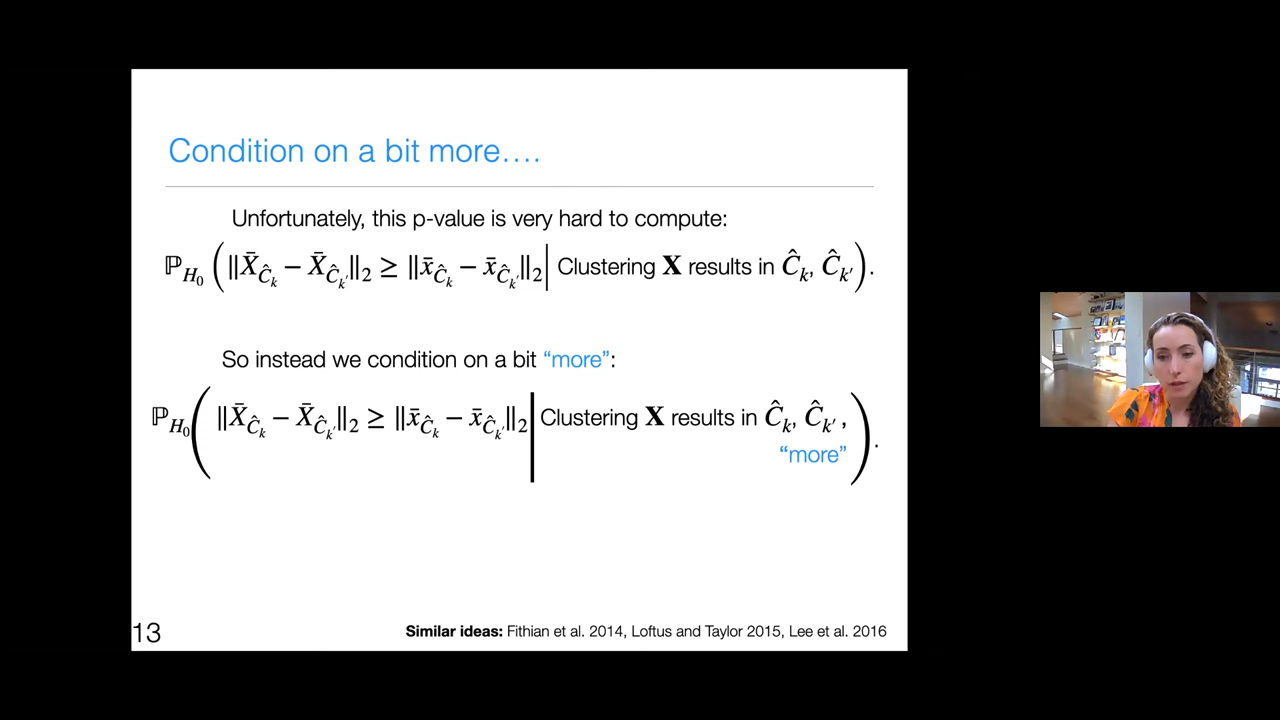 Condition on a bit more….
Unfortunately, this p-value is very hard to compute:
ℙ_{H_0} ( ‖X̄_{Ĉ_k} − X̄_{Ĉ_{k′}}‖_2 ≥ ‖x̄_{Ĉ_k} − x̄_{Ĉ_{k′}}‖_2 | Clustering 𝐗 results in Ĉ_k, Ĉ_{k′} ).
So instead we condition on a bit “more”:
ℙ_{H_0} ( ‖X̄_{Ĉ_k} − X̄_{Ĉ_{k′}}‖_2 ≥ ‖x̄_{Ĉ_k} − x̄_{Ĉ_{k′}}‖_2 | Clustering 𝐗 results in Ĉ_k, Ĉ_{k′} ,
“more” ).
13
Similar ideas: Fithian et al. 2014, Loftus and Taylor 2015, Lee et al. 2016